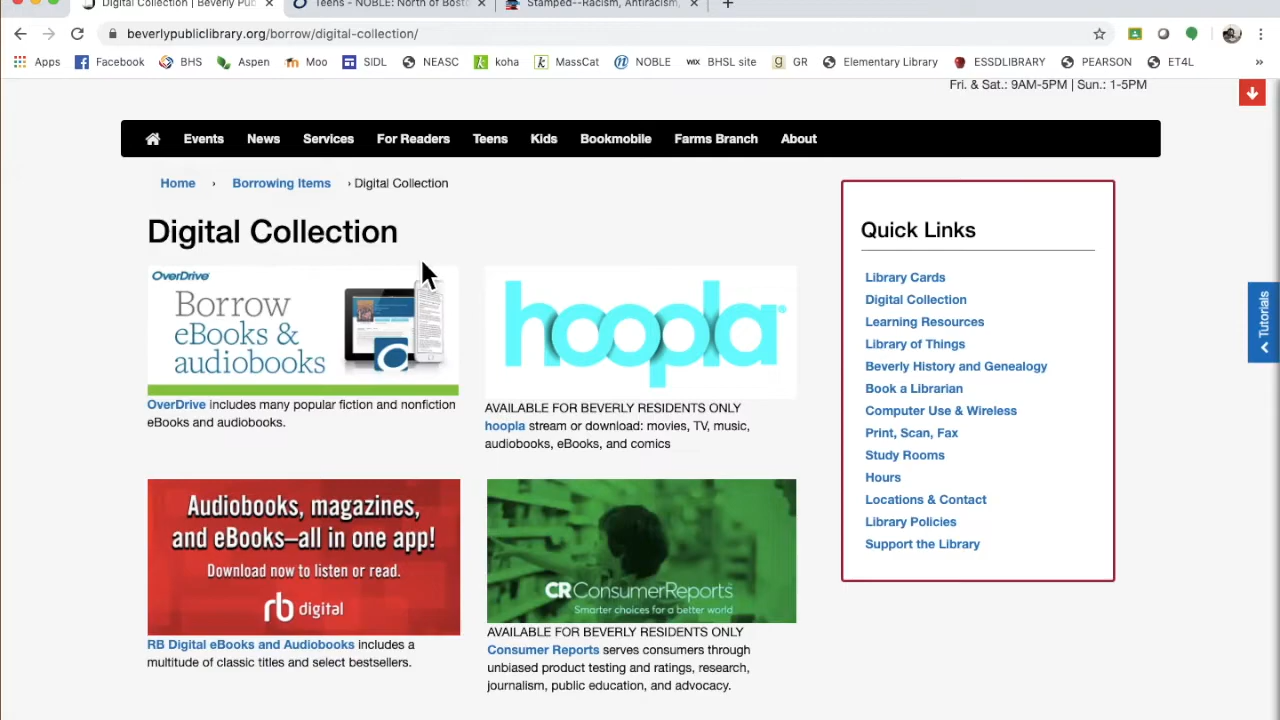 Digital Collection | Beverly Pub
Teens - NOBLE: North of Bost
Stamped--Racism, Antiracism,
beverlypubliclibrary.org/borrow/digital-collection/
Apps Facebook BHS Aspen Moo SIDL NEASC koha MassCat NOBLE WIX BHSL site GR Elementary Library ESSDLIBRARY PEARSON ET4L »
Fri. & Sat.: 9AM-5PM | Sun.: 1-5PM
Events News Services For Readers Teens Kids Bookmobile Farms Branch About
Home › Borrowing Items › Digital Collection
Digital Collection
OverDrive
Borrow
eBooks &
audiobooks
OverDrive includes many popular fiction and nonfiction
eBooks and audiobooks.
hoopla®
AVAILABLE FOR BEVERLY RESIDENTS ONLY
hoopla stream or download: movies, TV, music,
audiobooks, eBooks, and comics
Audiobooks, magazines,
and eBooks–all in one app!
Download now to listen or read.
rb digital
RB Digital eBooks and Audiobooks includes a
multitude of classic titles and select bestsellers.
CR ConsumerReports
Smarter choices for a better world
AVAILABLE FOR BEVERLY RESIDENTS ONLY
Consumer Reports serves consumers through
unbiased product testing and ratings, research,
journalism, public education, and advocacy.
Quick Links
Library Cards
Digital Collection
Learning Resources
Library of Things
Beverly History and Genealogy
Book a Librarian
Computer Use & Wireless
Print, Scan, Fax
Study Rooms
Hours
Locations & Contact
Library Policies
Support the Library
Tutorials